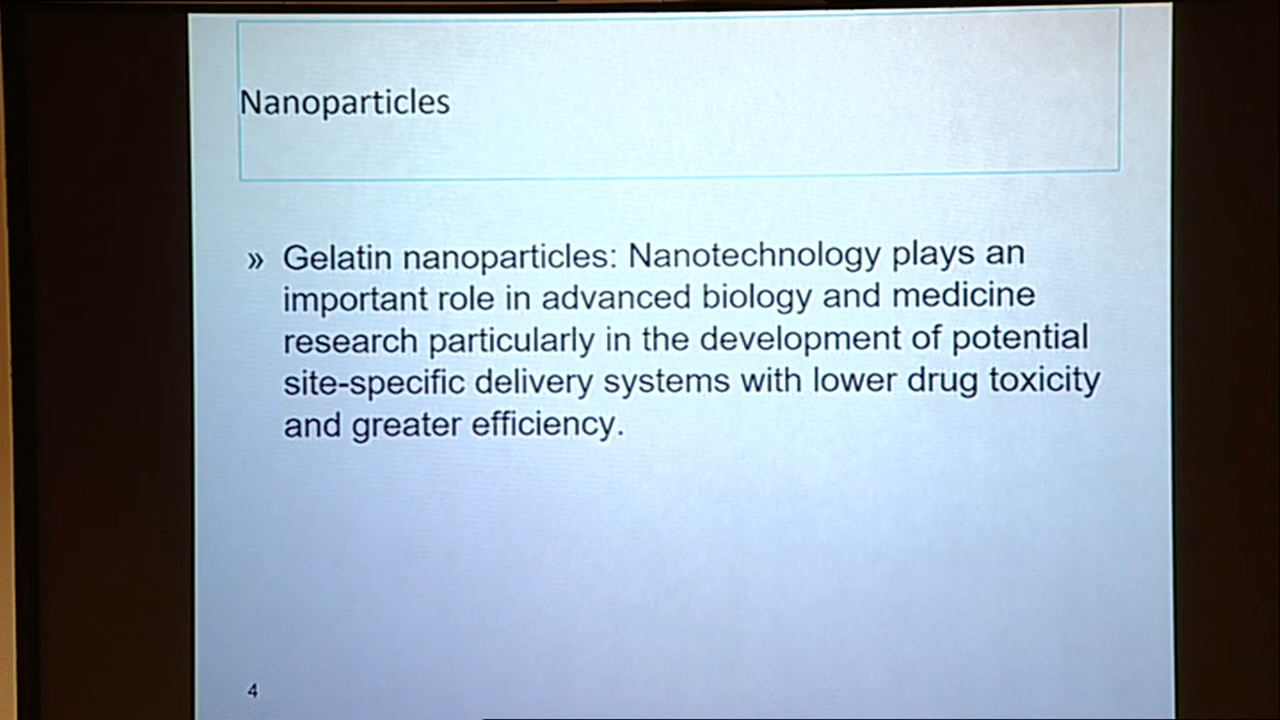 Nanoparticles
» Gelatin nanoparticles: Nanotechnology plays an
important role in advanced biology and medicine
research particularly in the development of potential
site-specific delivery systems with lower drug toxicity
and greater efficiency.
4